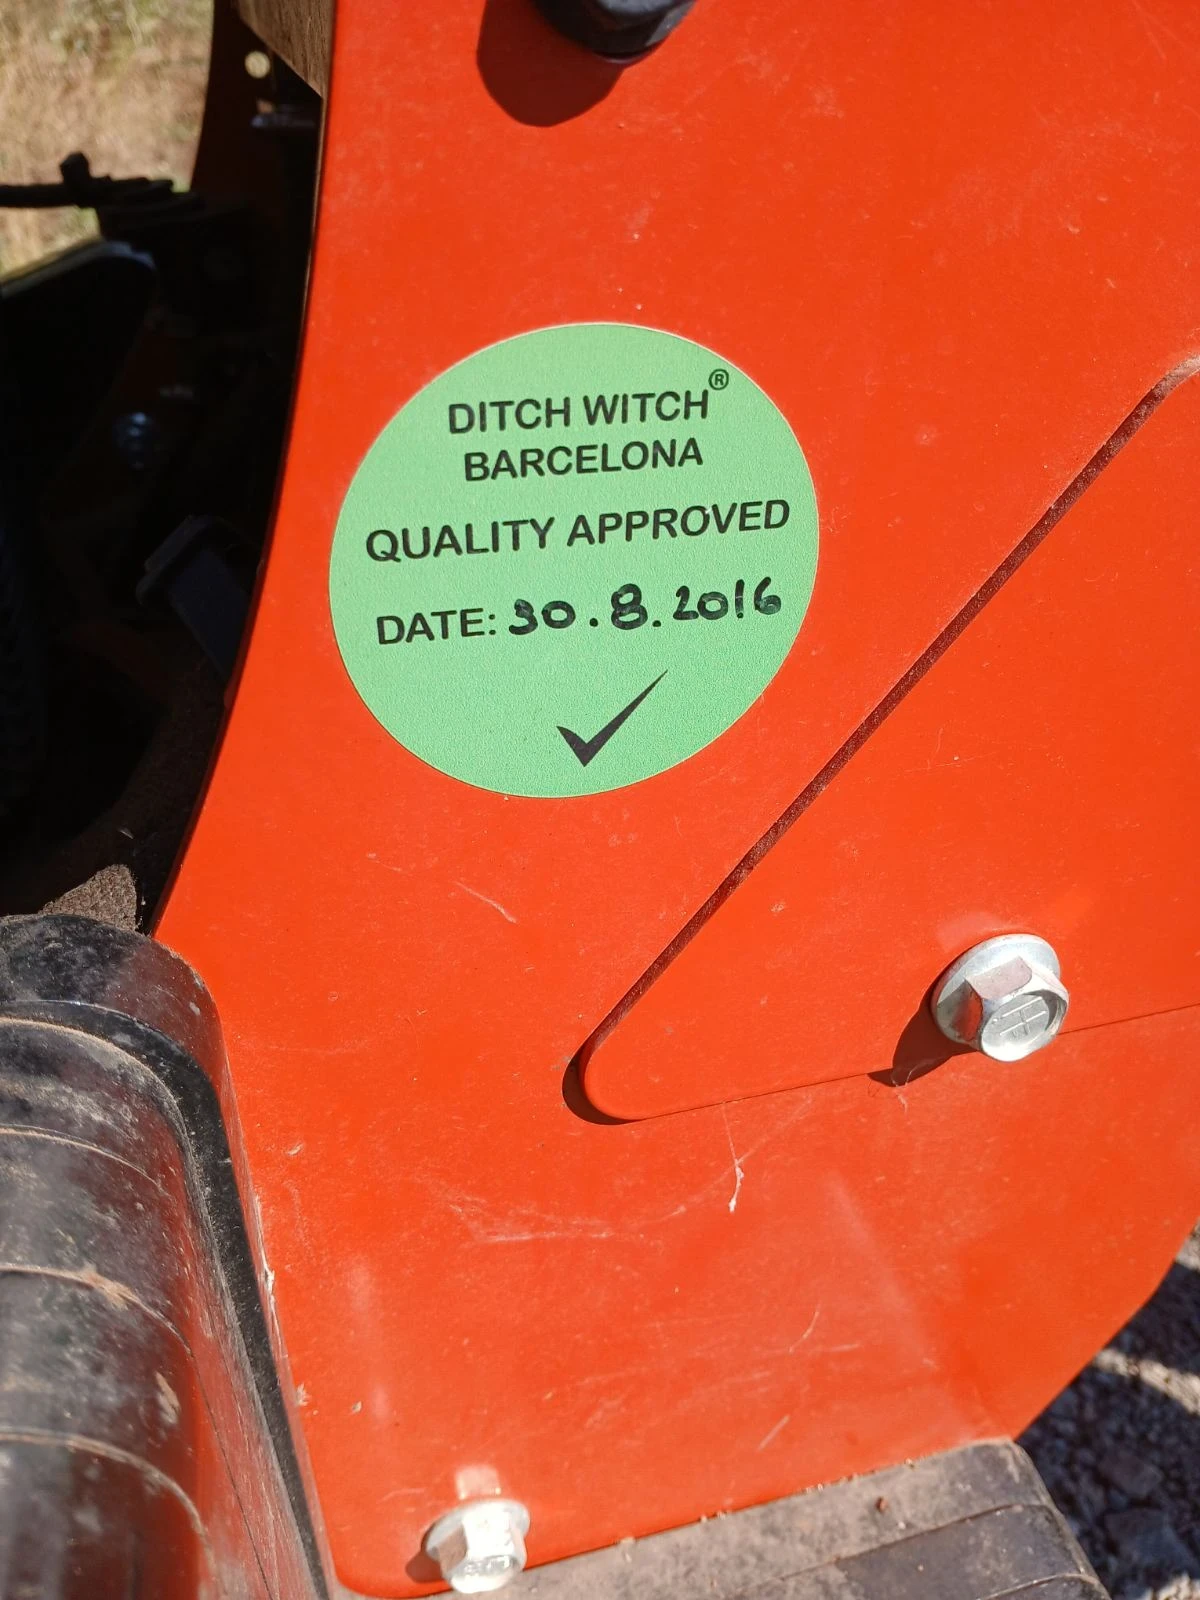 DITCH WITCH®
BARCELONA
QUALITY APPROVED
DATE: 30.8.2016